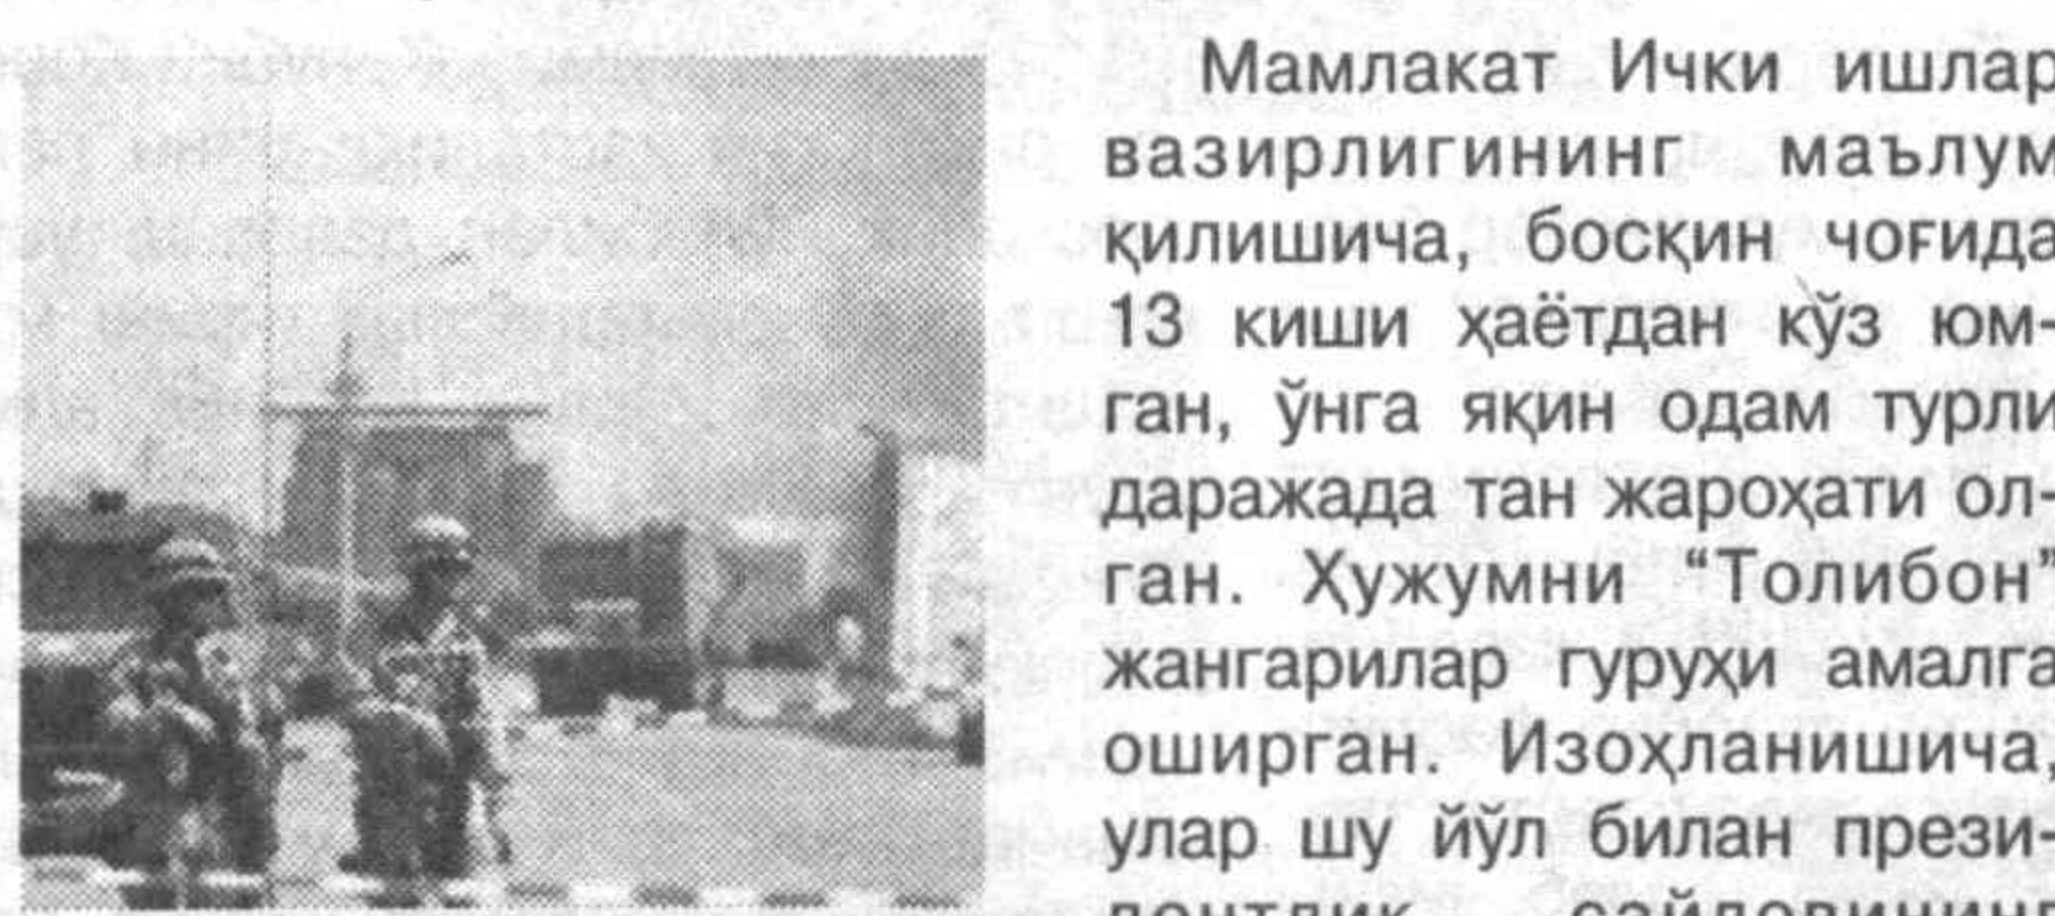 Мамлакат Ички ишлар
вазирлигининг маълум
қилишича, босқин чоғида
13 киши ҳаётдан кўз юм-
ган, ўнга яқин одам турли
даражада тан жароҳати ол-
ган. Ҳужумни “Толибон”
жангарилар гуруҳи амалга
оширган. Изоҳланишича,
улар шу йўл билан прези-